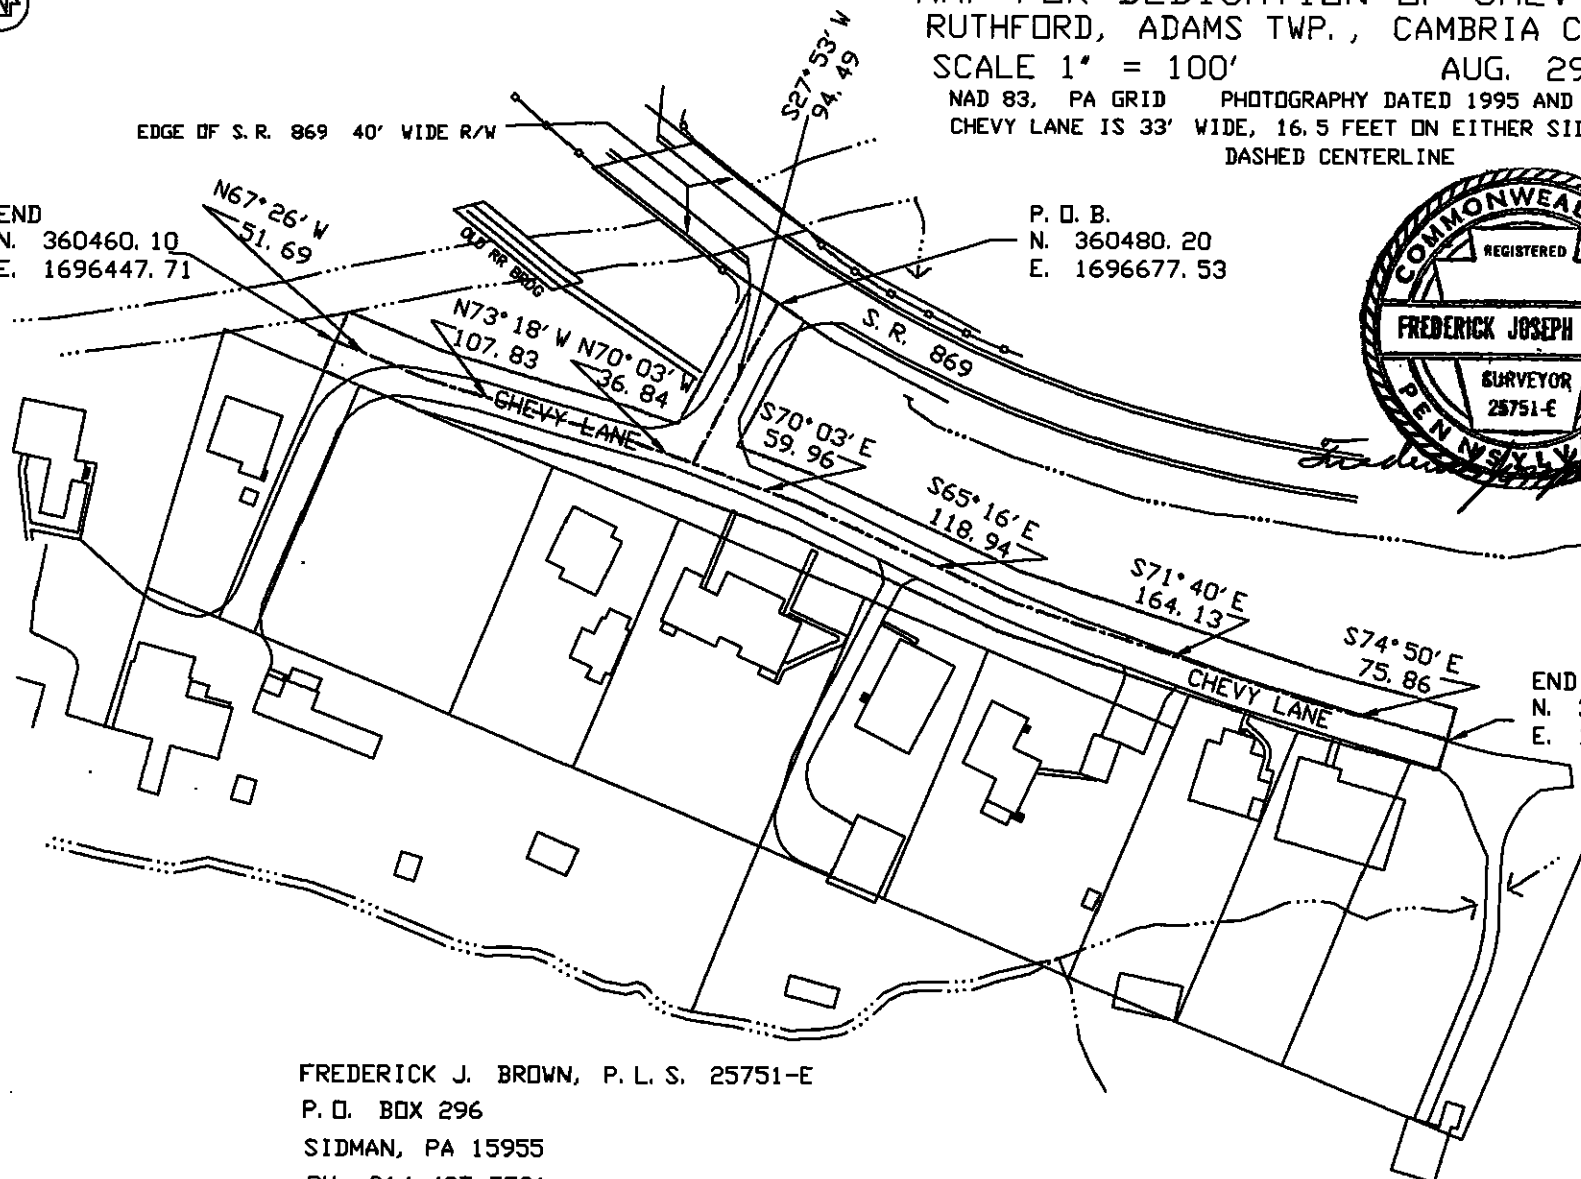 RUTHFORD, ADAMS TWP., CAMBRIA
SCALE 1" = 100' AUG. 29
NAD 83, PA GRID PHOTOGRAPHY DATED 1995 AND
CHEVY LANE IS 33' WIDE, 16.5 FEET ON EITHER
DASHED CENTERLINE
EDGE OF S.R. 869 40' WIDE R/W
S27°53' W
94.49
END
N. 360460.10
E. 1696447.71
N67°26' W
51.69
OLD RR BRDG
P.O.B.
N. 360480.20
E. 1696677.53
COMMONWEAL
REGISTERED
FREDERICK JOSEPH
SURVEYOR
25751-E
PENNSYLV
N73°18' W
107.83
N70°03' W
36.84
S.R. 869
CHEVY LANE
S70°03' E
59.96
S65°16' E
118.94
S71°40' E
164.13
S74°50' E
75.86
CHEVY LANE
END
N.
E.
FREDERICK J. BROWN, P.L.S. 25751-E
P.O. BOX 296
SIDMAN, PA 15955